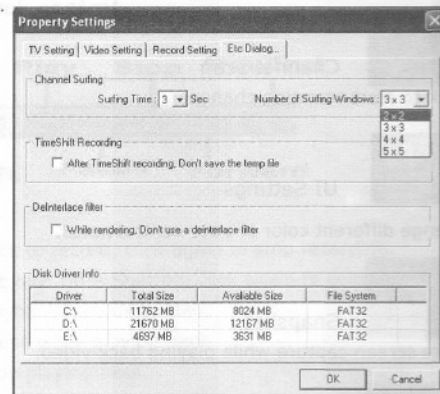 Property Settings
TV Setting Video Setting Record Setting Etc Dialog...
Channel Surfing
Surfing Time : 3 Sec Number of Surfing Windows : 3 x 3
2 x 2
3 x 3
4 x 4
5 x 5
TimeShift Recording
After TimeShift recording, Don't save the temp file
DeInterlace filter
While rendering, Don't use a deinterlace filter
Disk Driver Info
Driver Total Size Available Size File System
C:\ 11762 MB 8024 MB FAT32
D:\ 21670 MB 12167 MB FAT32
E:\ 4697 MB 3631 MB FAT32
OK Cancel